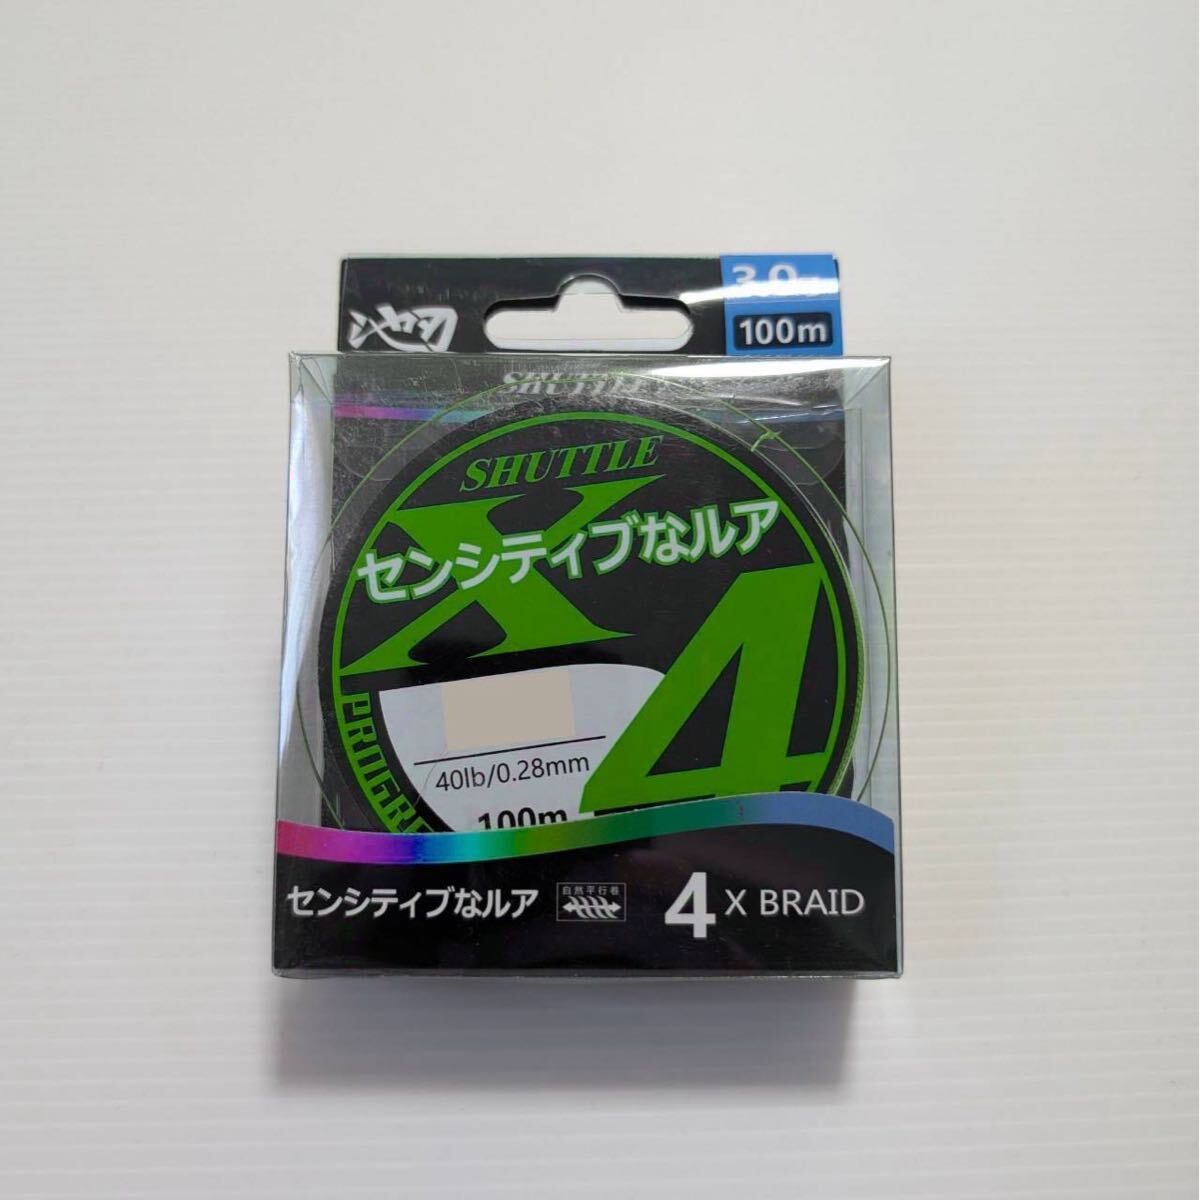 3.0
100m
SHUTTLE
SHUTTLE
X
センシティブなルア
4
40lb/0.28mm
100m
センシティブなルア
自然平行卷
4 X BRAID